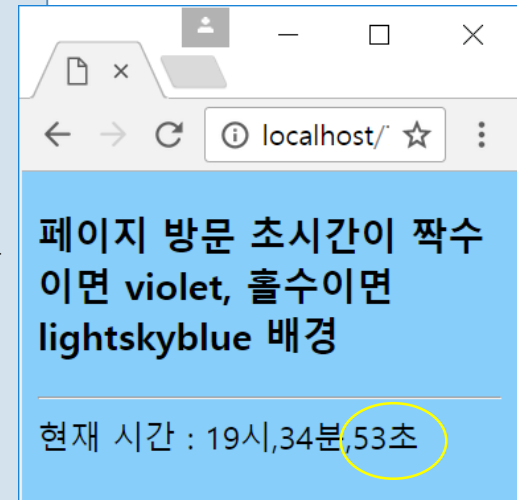 localhost/
페이지 방문 초시간이 짝수
이면 violet, 홀수이면
lightskyblue 배경
현재 시간 : 19시,34분,53초